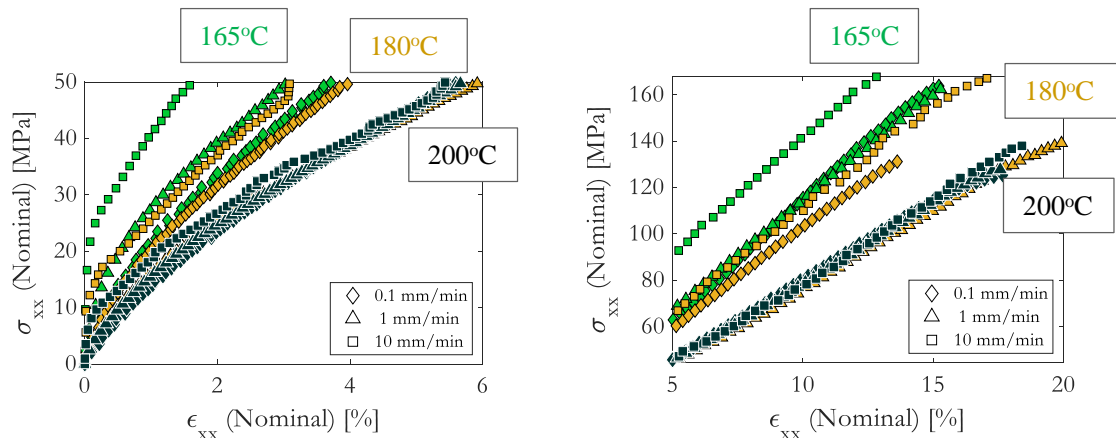 165°C
180°C
σxx (Nominal) [MPa]
50
40
30
20
10
0
200°C
0.1 mm/min
1 mm/min
10 mm/min
0
2
4
6
ϵxx (Nominal) [%]
165°C
180°C
σxx (Nominal) [MPa]
160
140
120
100
80
60
200°C
0.1 mm/min
1 mm/min
10 mm/min
5
10
15
20
ϵxx (Nominal) [%]